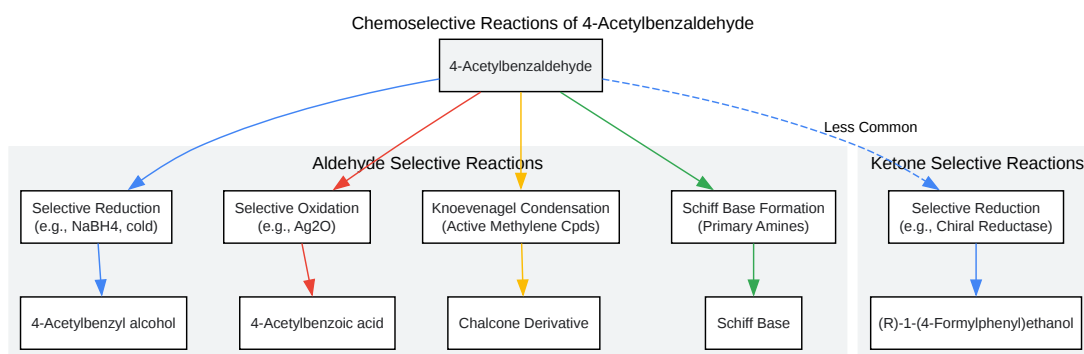 Chemoselective Reactions of 4-Acetylbenzaldehyde
4-Acetylbenzaldehyde
Less Common
Aldehyde Selective Reactions
Ketone Selective Reactions
Selective Reduction
(e.g., NaBH4, cold)
Selective Oxidation
(e.g., Ag2O)
Knoevenagel Condensation
(Active Methylene Cpds)
Schiff Base Formation
(Primary Amines)
Selective Reduction
(e.g., Chiral Reductase)
4-Acetylbenzyl alcohol
4-Acetylbenzoic acid
Chalcone Derivative
Schiff Base
(R)-1-(4-Formylphenyl)ethanol